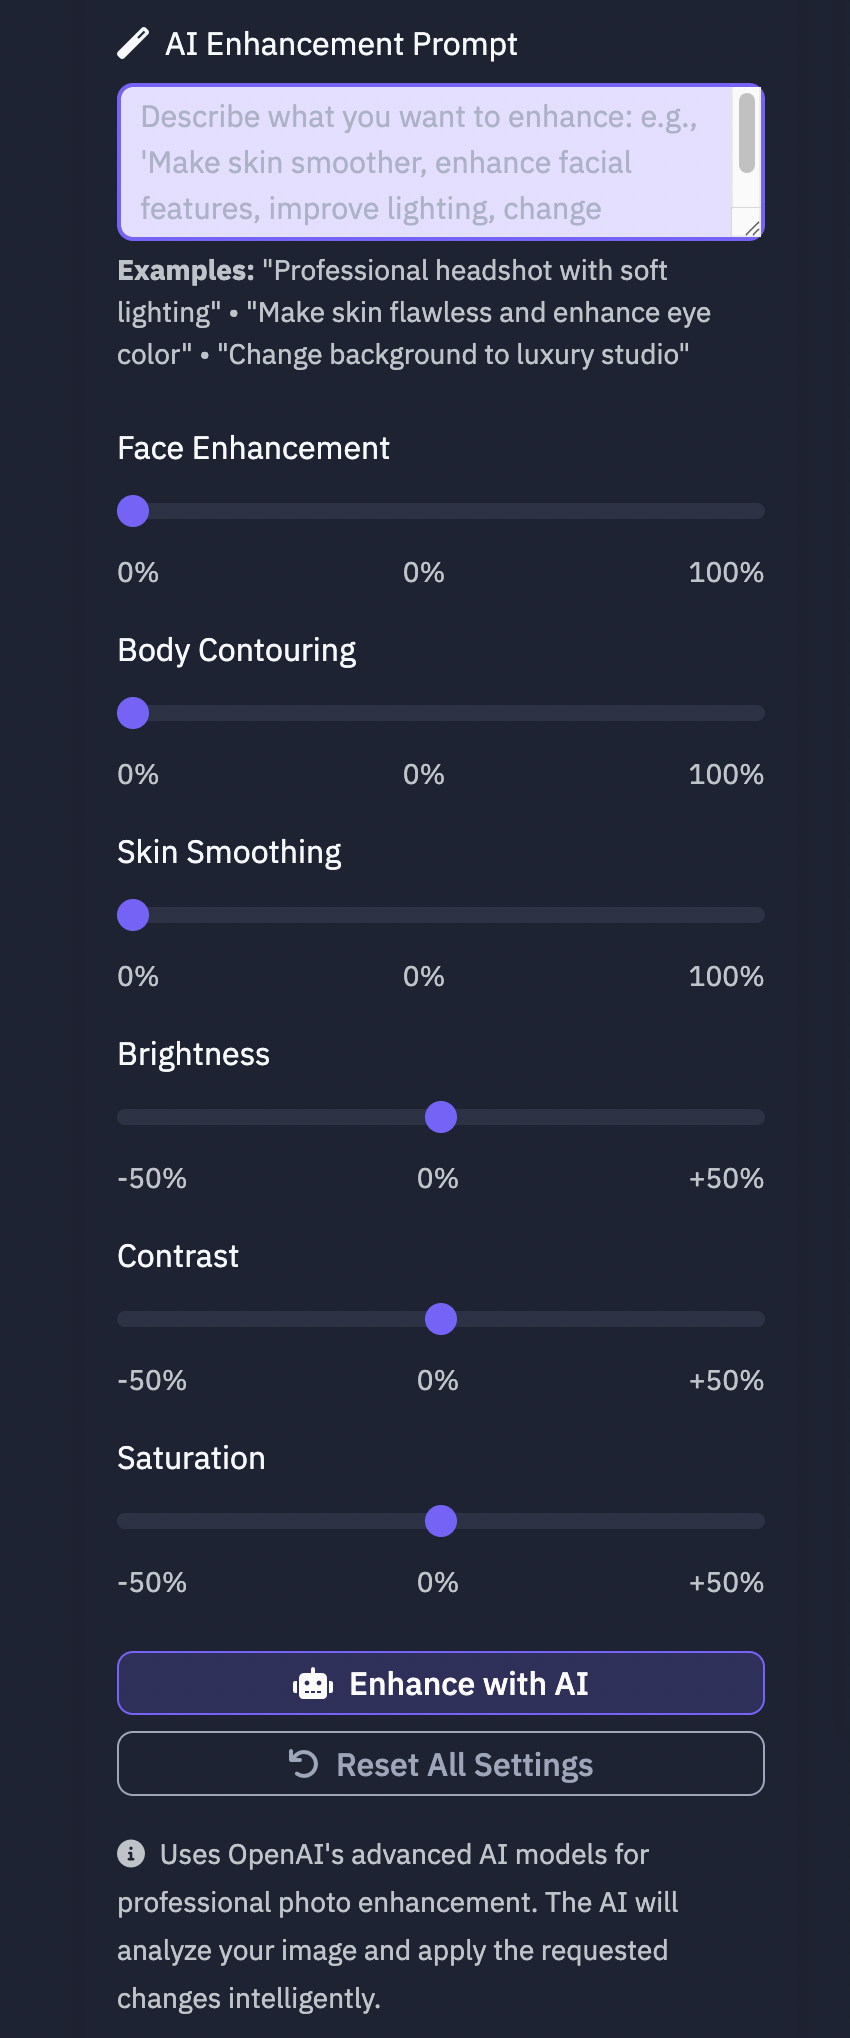 AI Enhancement Prompt
Describe what you want to enhance: e.g.,
'Make skin smoother, enhance facial
features, improve lighting, change
Examples: "Professional headshot with soft
lighting" • "Make skin flawless and enhance eye
color" • "Change background to luxury studio"
Face Enhancement
0% 0% 100%
Body Contouring
0% 0% 100%
Skin Smoothing
0% 0% 100%
Brightness
-50% 0% +50%
Contrast
-50% 0% +50%
Saturation
-50% 0% +50%
Enhance with AI
Reset All Settings
Uses OpenAI's advanced AI models for
professional photo enhancement. The AI will
analyze your image and apply the requested
changes intelligently.